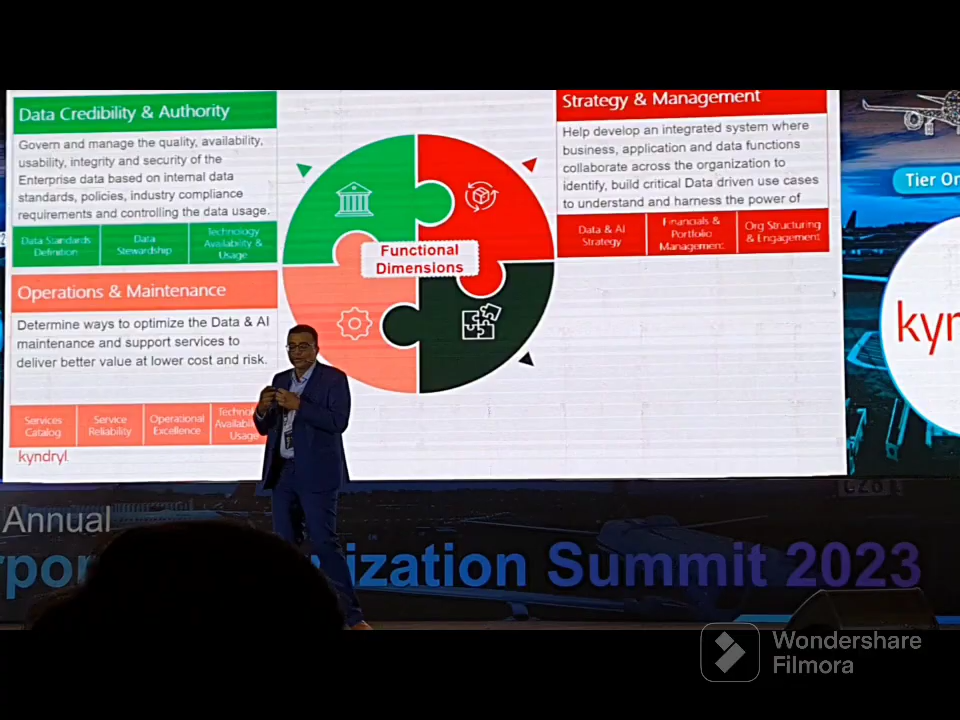 Data Credibility & Authority
Govern and manage the quality, availability,
usability, integrity and security of the
Enterprise data based on internal data
standards, policies, industry compliance
requirements and controlling the data usage.
Data Standards
Definition
Data
Stewardship
Technology
Availability &
Usage
Operations & Maintenance
Determine ways to optimize the Data & AI
maintenance and support services to
deliver better value at lower cost and risk.
Services
Catalog
Service
Reliability
Operational
Excellence
Usage
kyndryl
Functional
Dimensions
Strategy & Management
Help develop an integrated system where
business, application and data functions
collaborate across the organization to
identify, build critical Data driven use cases
to understand and harness the power of
Data & AI
Strategy
Financials &
Portfolio
Management
Org Structuring
& Engagement
Tier
kyn
Annual
Summit 2023
Wondershare
Filmora